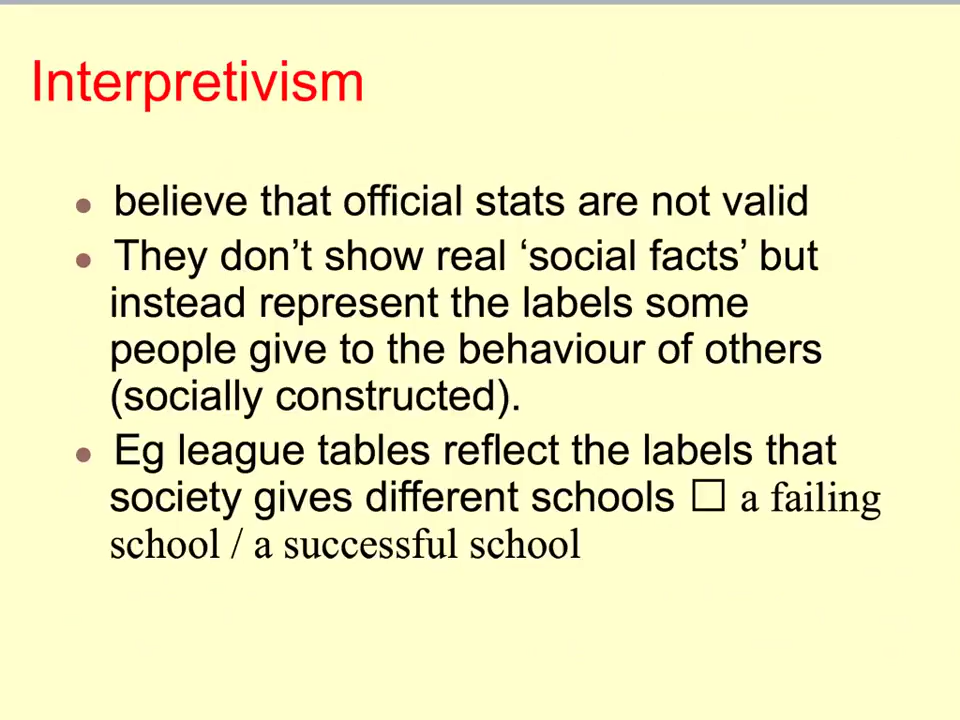 Interpretivism
• believe that official stats are not valid
• They don’t show real ‘social facts’ but
instead represent the labels some
people give to the behaviour of others
(socially constructed).
• Eg league tables reflect the labels that
society gives different schools □ a failing
school / a successful school